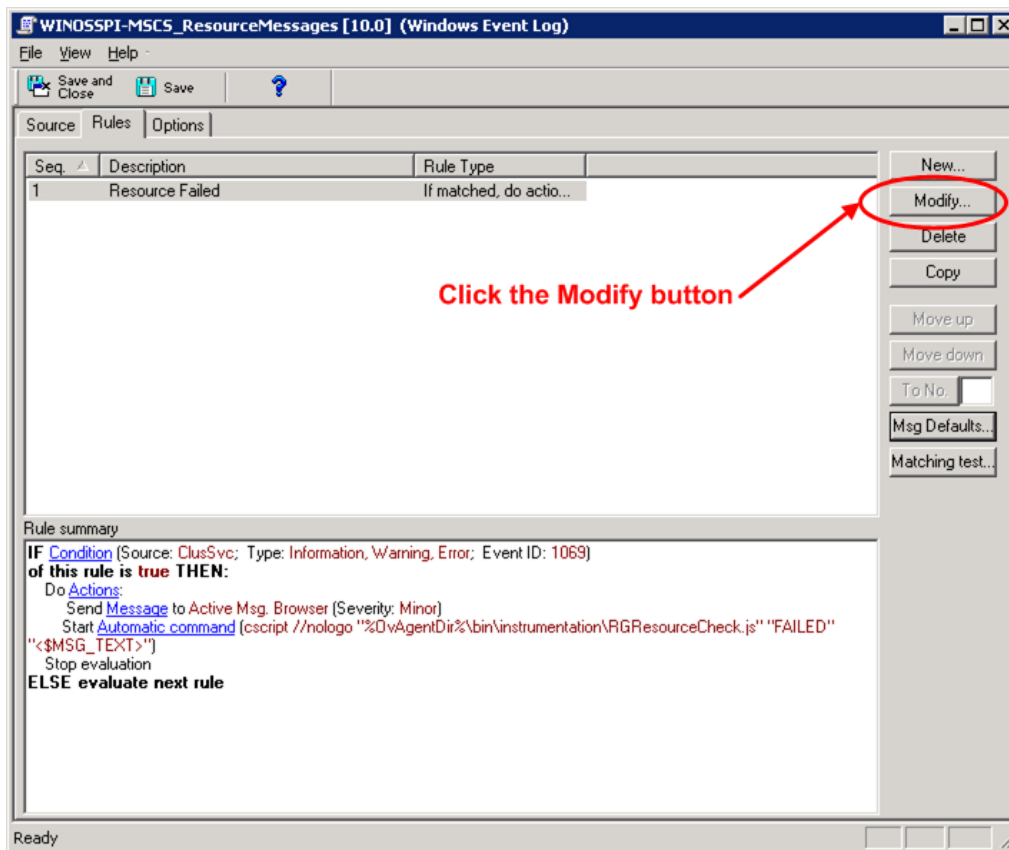 WINOSSPI-MSCS_ResourceMessages [10.0] (Windows Event Log)
File View Help
Save and Close Save ?
Source Rules Options
Seq. Description Rule Type
1 Resource Failed If matched, do actio...
New...
Modify...
Delete
Copy
Click the Modify button
Move up
Move down
To No.
Msg Defaults...
Matching test...
Rule summary
IF Condition (Source: ClusSvc; Type: Information, Warning, Error; Event ID: 1069)
of this rule is true THEN:
Do Actions:
Send Message to Active Msg. Browser (Severity: Minor)
Start Automatic command (cscript //nologo "%OvAgentDir%\bin\instrumentation\RGResourceCheck.js" "FAILED"
"<$MSG_TEXT>")
Stop evaluation
ELSE evaluate next rule
Ready